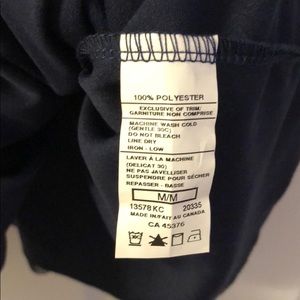 100% POLYESTER
EXCLUSIVE OF TRIM/
GARNITURE NON COMPRISE
MACHINE WASH COLD
(GENTLE 30C)
DO NOT BLEACH
LINE DRY
IRON - LOW
LAVER À LA MACHINE
(DELICAT 30)
NE PAS JAVELLISER
SUSPENDRE POUR SÉCHER
REPASSER - BASSE
M/M
13578 KC 29335
MADE IN/FAIT AU CANADA
CA 45376